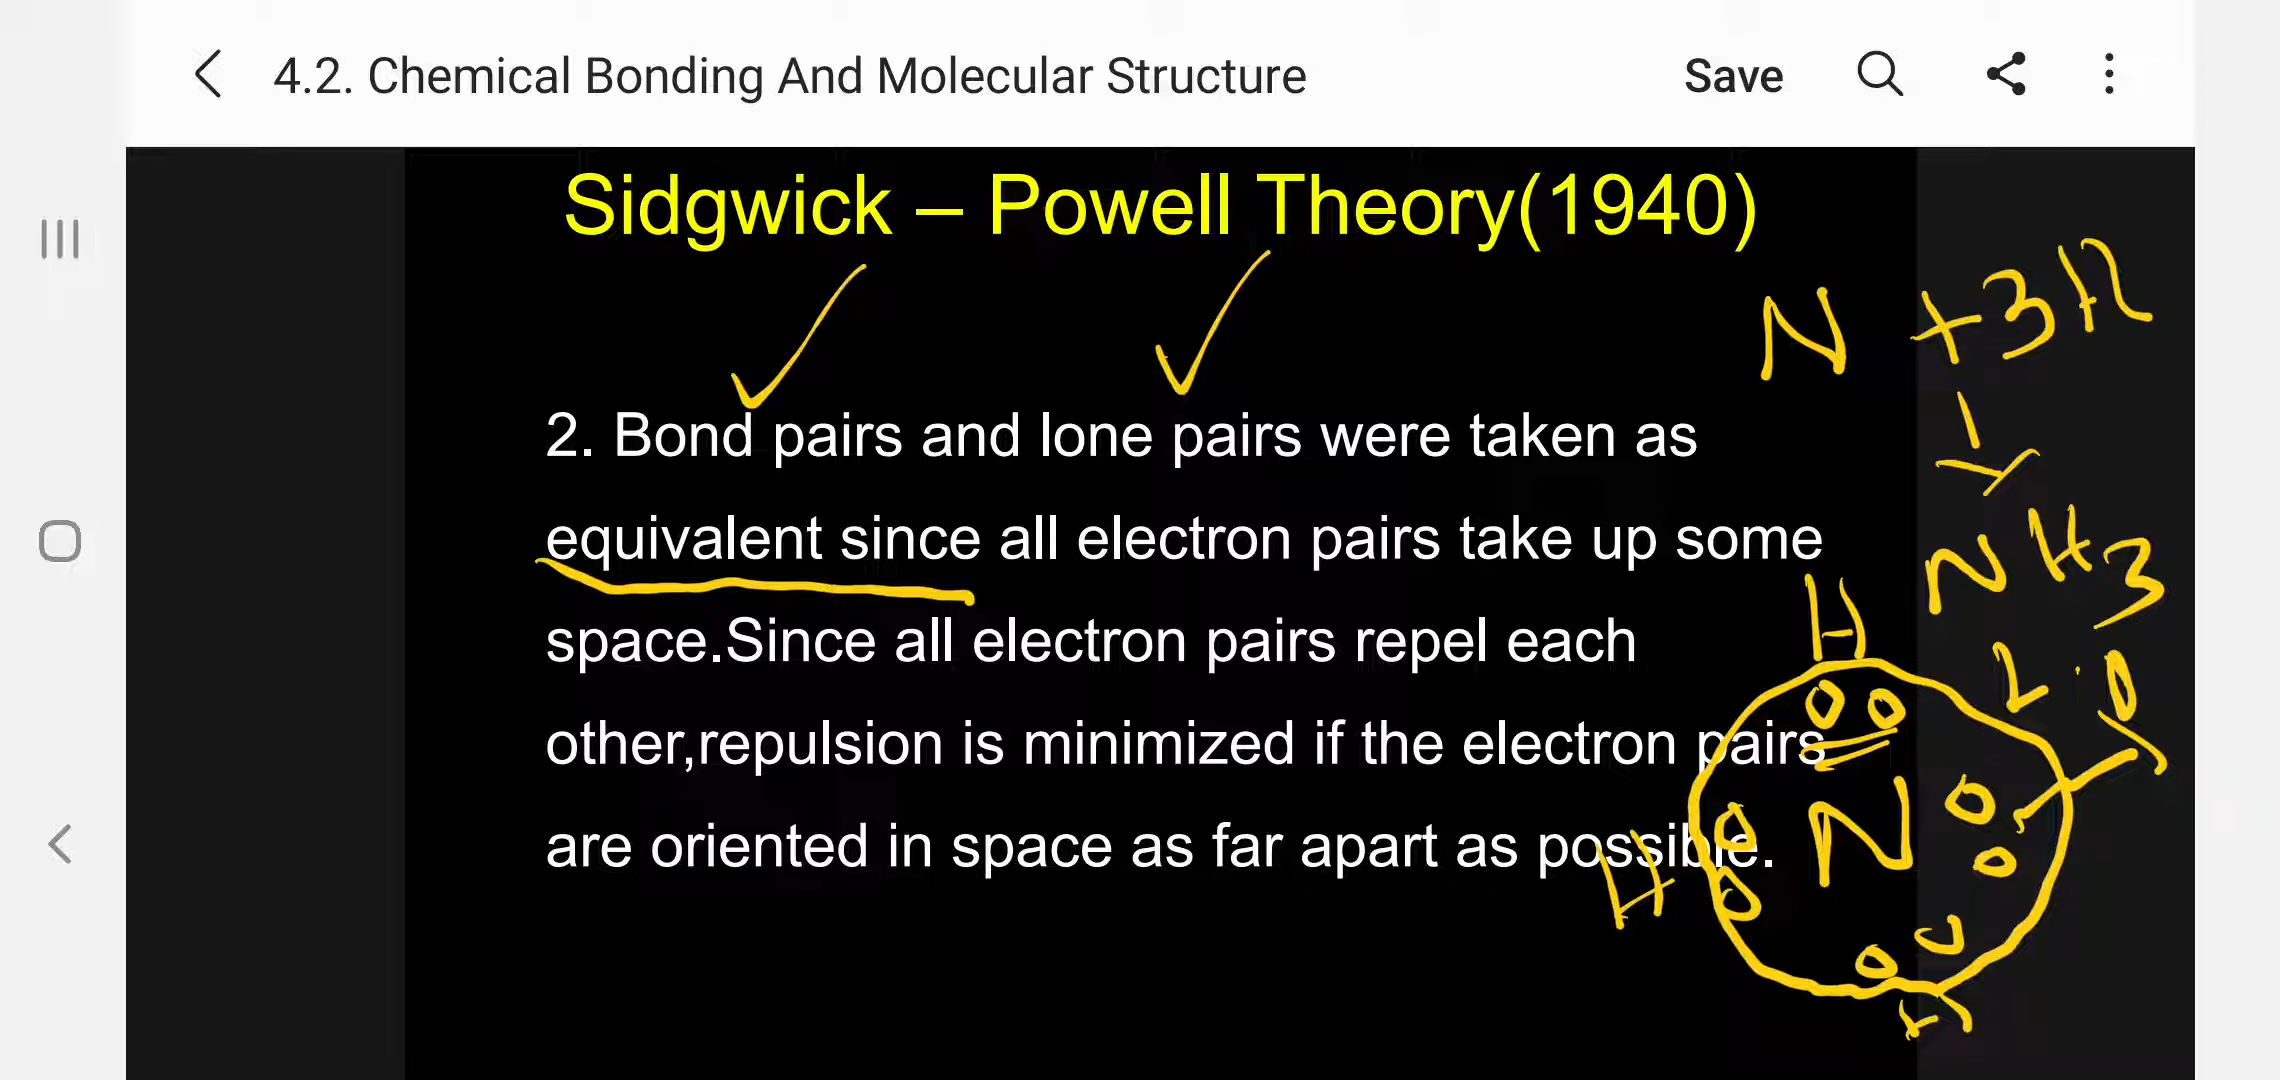 4.2. Chemical Bonding And Molecular Structure
Save
Sidgwick – Powell Theory(1940)
N + 3H
2. Bond pairs and lone pairs were taken as
equivalent since all electron pairs take up some
NH3
H
space.Since all electron pairs repel each
L.P
other,repulsion is minimized if the electron pairs
N
are oriented in space as far apart as possible.
H
H